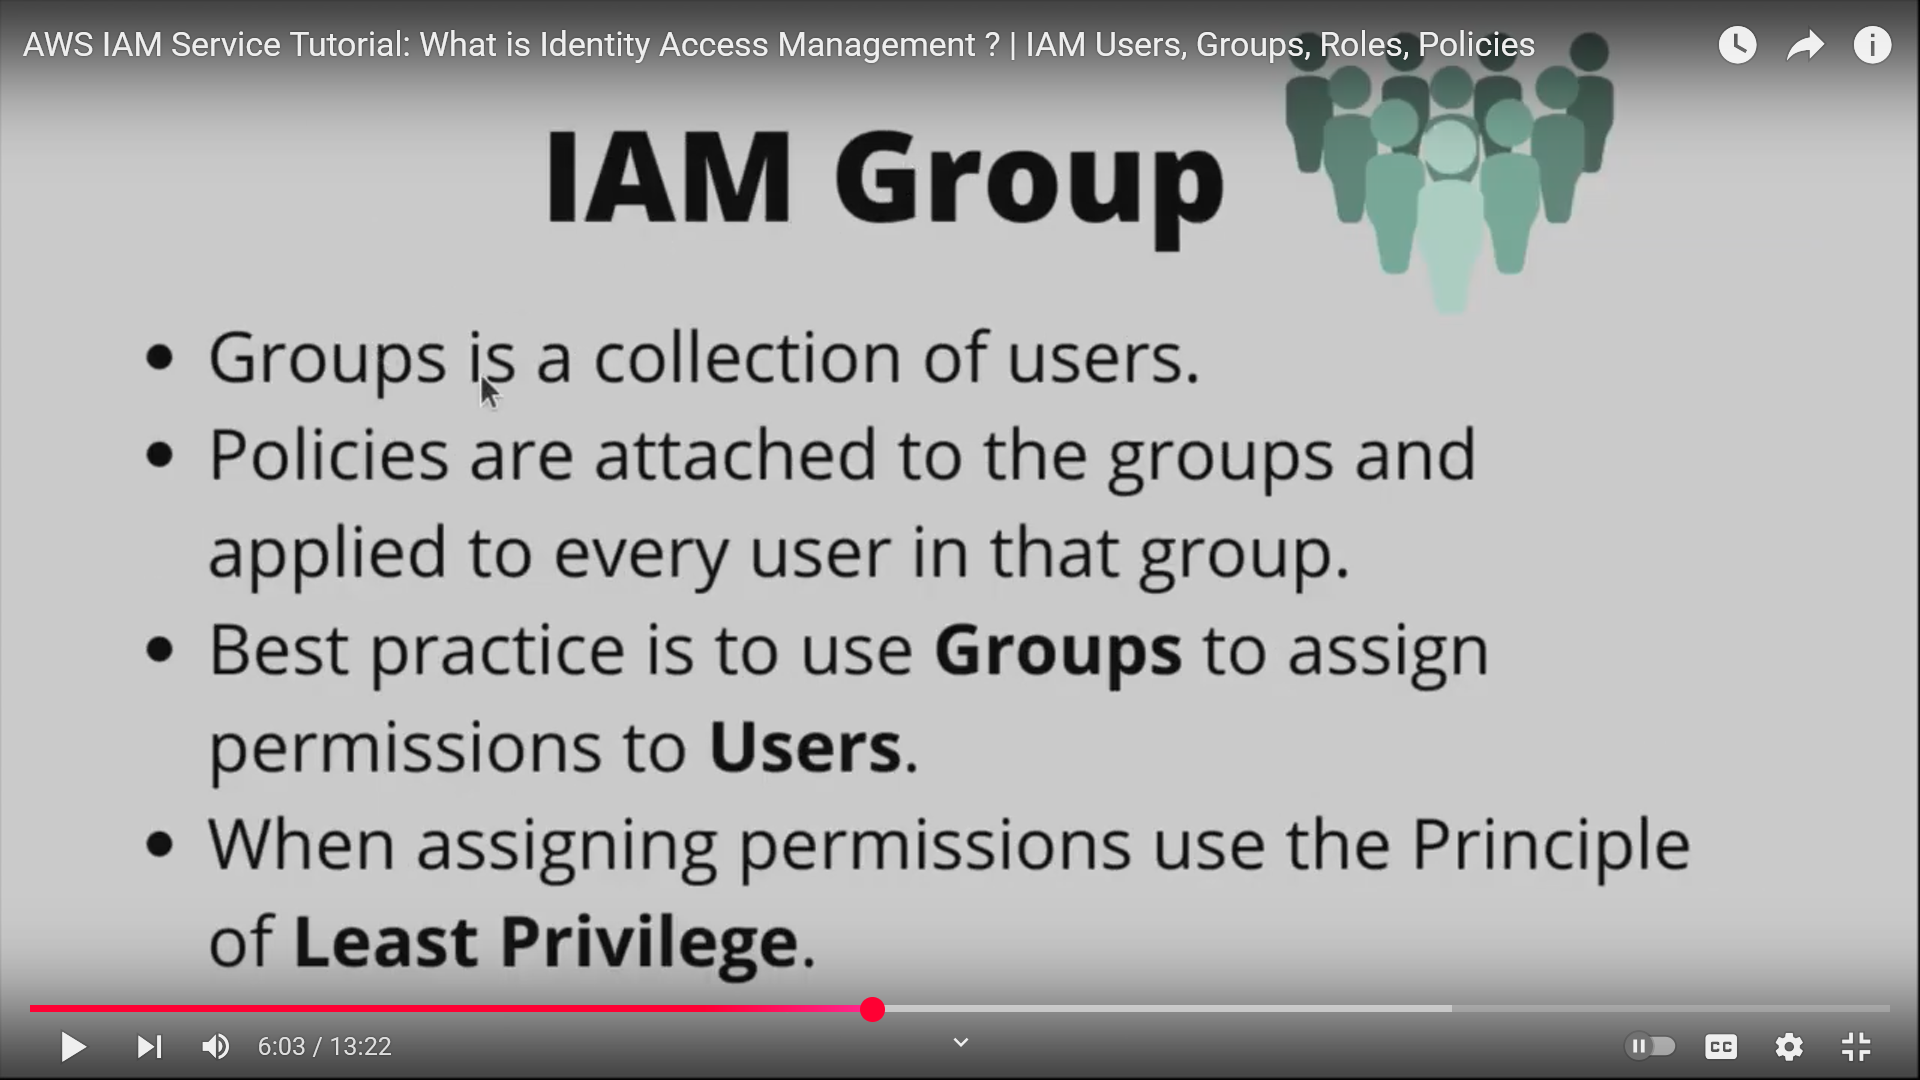 AWS IAM Service Tutorial: What is Identity Access Management ? | IAM Users, Groups, Roles, Policies
IAM Group
• Groups is a collection of users.
• Policies are attached to the groups and
applied to every user in that group.
• Best practice is to use Groups to assign
permissions to Users.
• When assigning permissions use the Principle
of Least Privilege.
6:03 / 13:22
CC